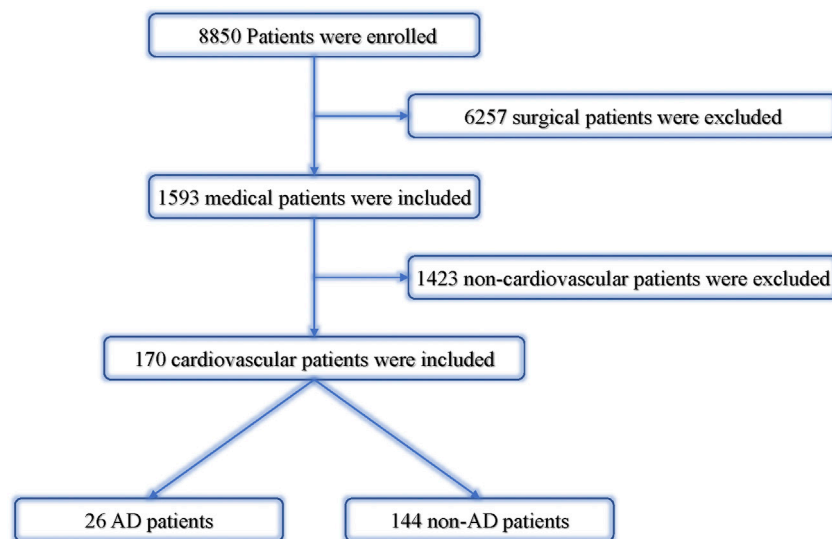 8850 Patients were enrolled
6257 surgical patients were excluded
1593 medical patients were included
1423 non-cardiovascular patients were excluded
170 cardiovascular patients were included
26 AD patients
144 non-AD patients